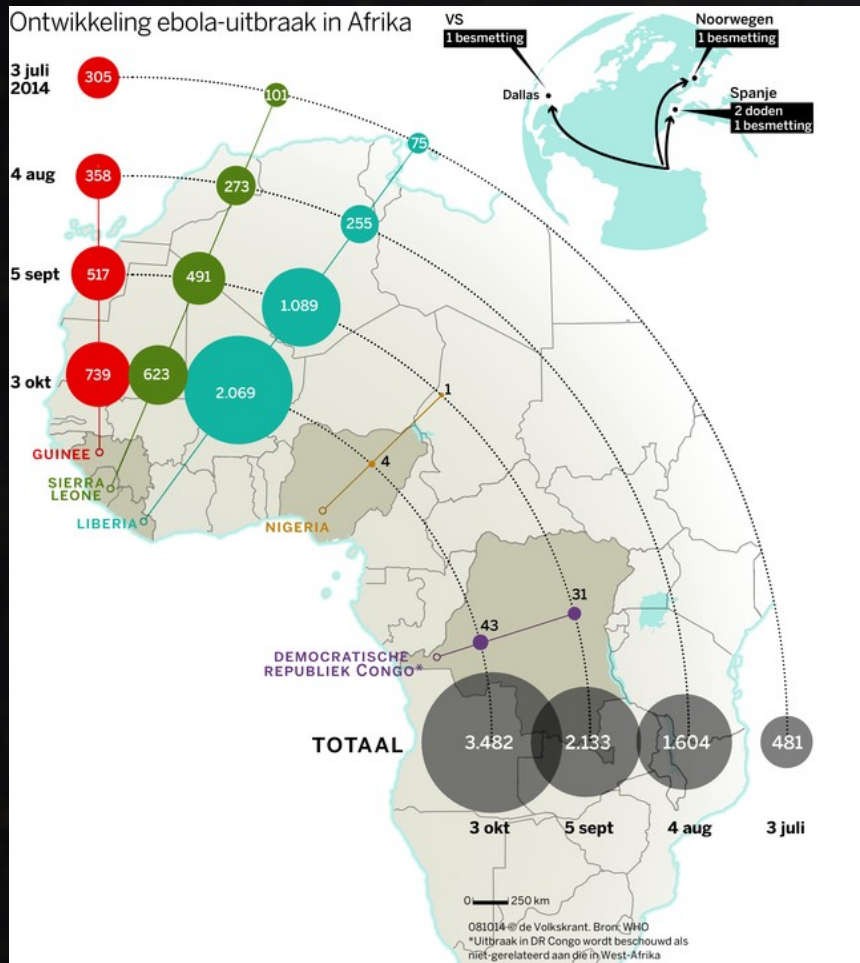 Ontwikkeling ebola-uitbraak in Afrika
VS
1 besmetting
Noorwegen
1 besmetting
Dallas
Spanje
2 doden
1 besmetting
3 juli
2014
305
101
75
4 aug
358
273
255
5 sept
517
491
1.089
1
3 okt
739
623
2.069
4
GUINEE
SIERRA
LEONE
LIBERIA
NIGERIA
31
43
DEMOCRATISCHE
REPUBLIEK CONGO*
TOTAAL
3.482
2.133
1.604
481
3 okt
5 sept
4 aug
3 juli
0
250 km
081014 © de Volkskrant. Bron: WHO
*Uitbraak in DR Congo wordt beschouwd als
niet-gerelateerd aan die in West-Afrika